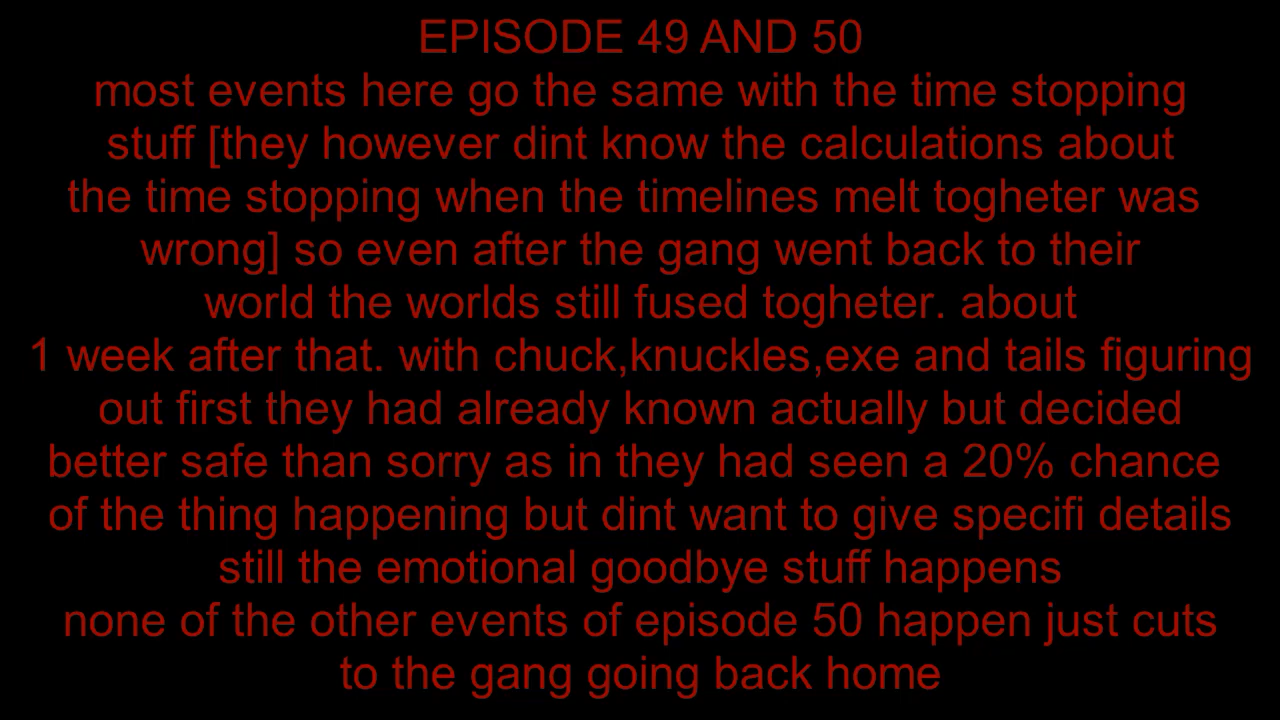 EPISODE 49 AND 50
most events here go the same with the time stopping
stuff [they however dint know the calculations about
the time stopping when the timelines melt togheter was
wrong] so even after the gang went back to their
world the worlds still fused togheter. about
1 week after that. with chuck,knuckles,exe and tails figuring
out first they had already known actually but decided
better safe than sorry as in they had seen a 20% chance
of the thing happening but dint want to give specifi details
still the emotional goodbye stuff happens
none of the other events of episode 50 happen just cuts
to the gang going back home